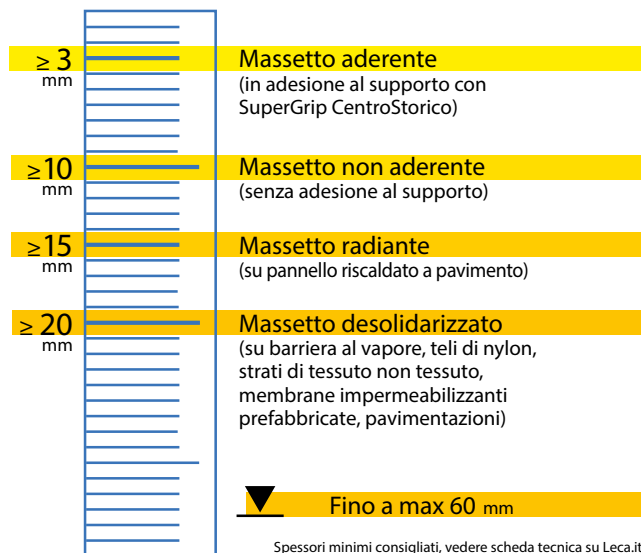 ≥ 3
mm
Massetto aderente
(in adesione al supporto con
SuperGrip CentroStorico)
≥10
mm
Massetto non aderente
(senza adesione al supporto)
≥15
mm
Massetto radiante
(su pannello riscaldato a pavimento)
≥ 20
mm
Massetto desolidarizzato
(su barriera al vapore, teli di nylon,
strati di tessuto non tessuto,
membrane impermeabilizzanti
prefabbricate, pavimentazioni)
Fino a max 60 mm
Spessori minimi consigliati, vedere scheda tecnica su Leca.it